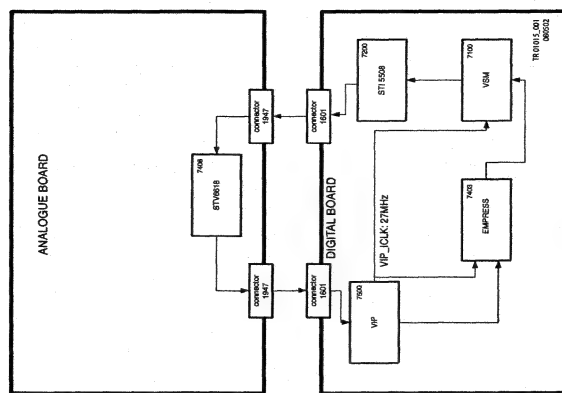 ANALOGUE BOARD
7408
STV6618
connector
1947
connector
1947
connector
1601
connector
1601
DIGITAL BOARD
VIP_ICLK: 27MHz
7500
VIP
7200
STI 5508
7403
EMPRESS
7100
VSM
TR 01015_001
080502